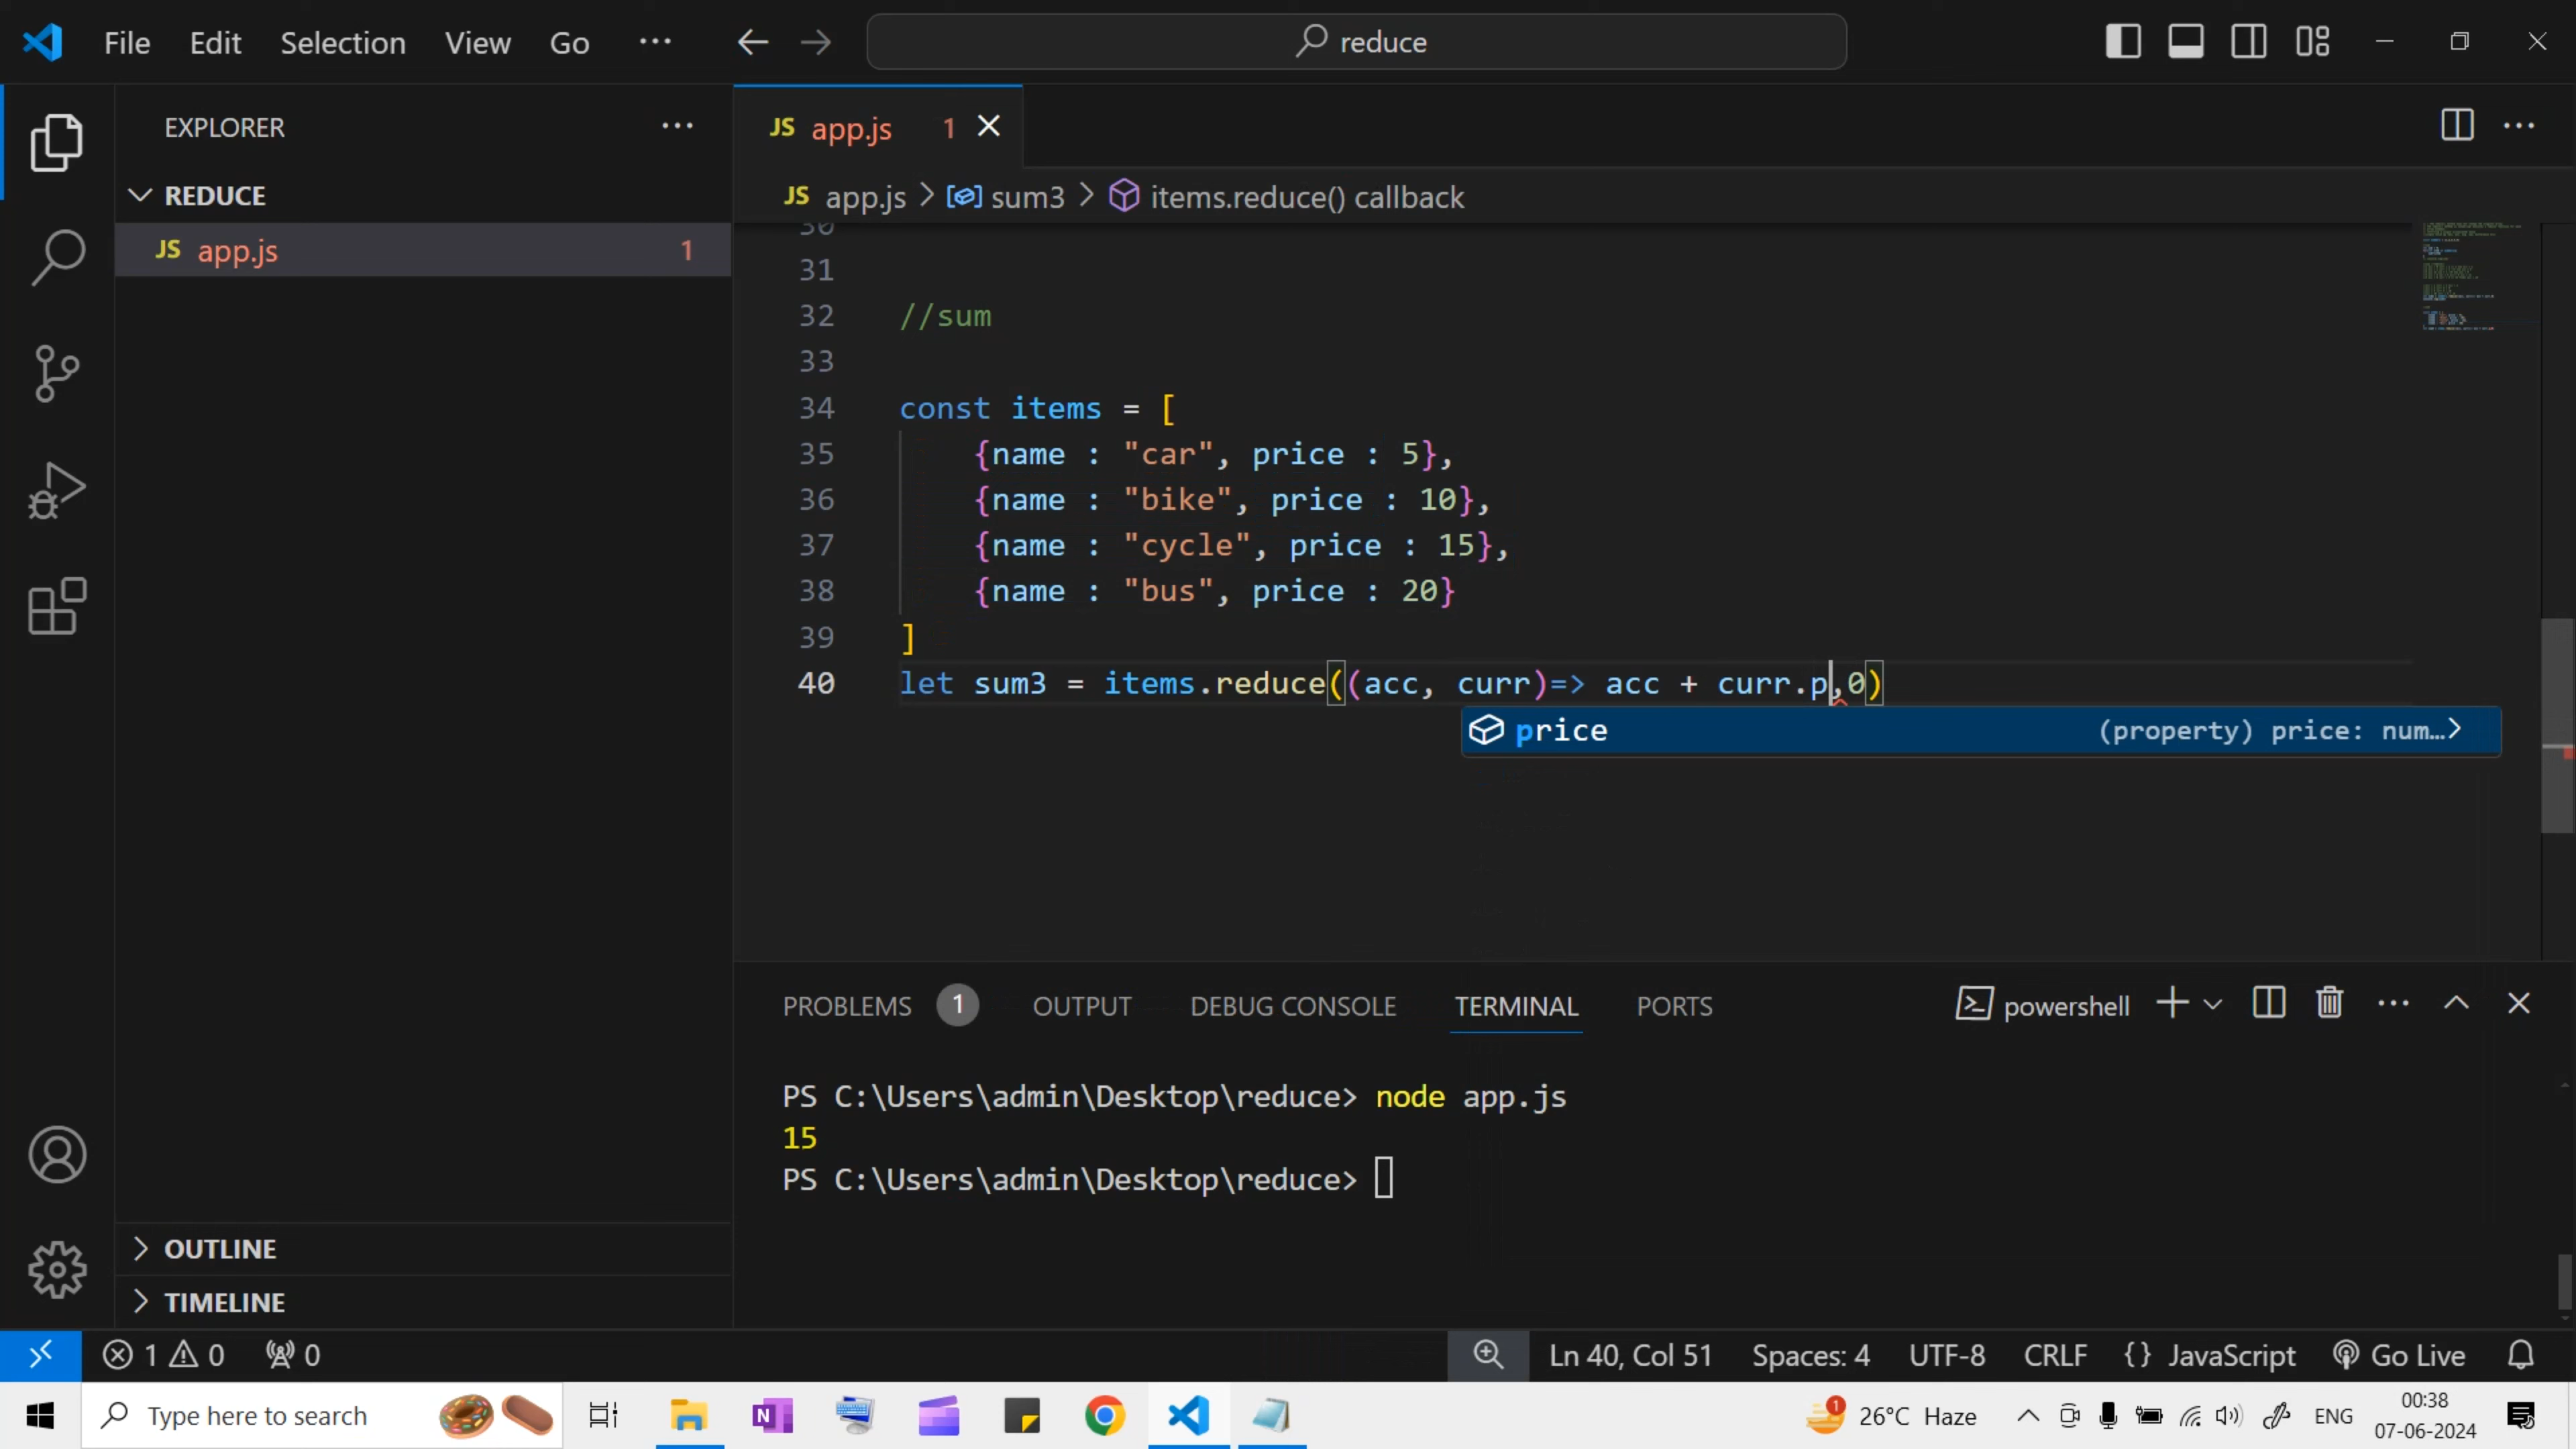 File Edit Selection View Go ··· reduce
EXPLORER ···
REDUCE
JS app.js 1
OUTLINE
TIMELINE
JS app.js 1
JS app.js > sum3 > items.reduce() callback
30
31
32 //sum
33
34 const items = [
35 {name : "car", price : 5},
36 {name : "bike", price : 10},
37 {name : "cycle", price : 15},
38 {name : "bus", price : 20}
39 ]
40 let sum3 = items.reduce((acc, curr)=> acc + curr.p,0)
price (property) price: num…
PROBLEMS 1 OUTPUT DEBUG CONSOLE TERMINAL PORTS powershell
PS C:\Users\admin\Desktop\reduce> node app.js
15
PS C:\Users\admin\Desktop\reduce>
1 0 0 Ln 40, Col 51 Spaces: 4 UTF-8 CRLF {} JavaScript Go Live
Type here to search N 1 26°C Haze ENG 00:38
07-06-2024